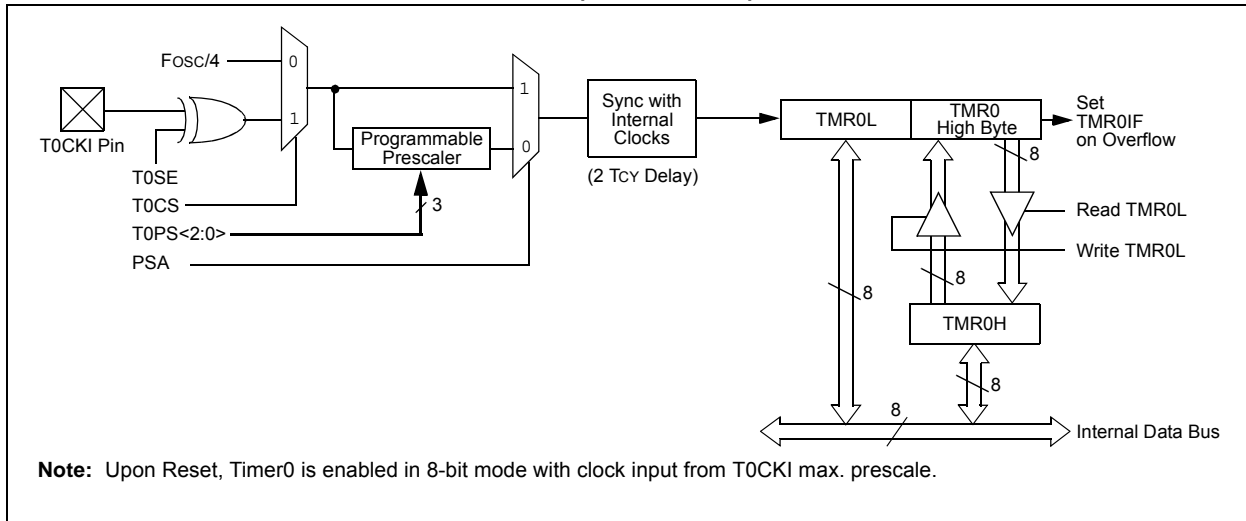 FOSC/4
0
1
T0CKI Pin
T0SE
T0CS
T0PS<2:0>
PSA
Programmable
Prescaler
3
1
0
Sync with
Internal
Clocks
(2 TCY Delay)
TMR0L
TMR0
High Byte
Set
TMR0IF
on Overflow
8
Read TMR0L
Write TMR0L
8
8
TMR0H
8
8
Internal Data Bus
Note: Upon Reset, Timer0 is enabled in 8-bit mode with clock input from T0CKI max. prescale.